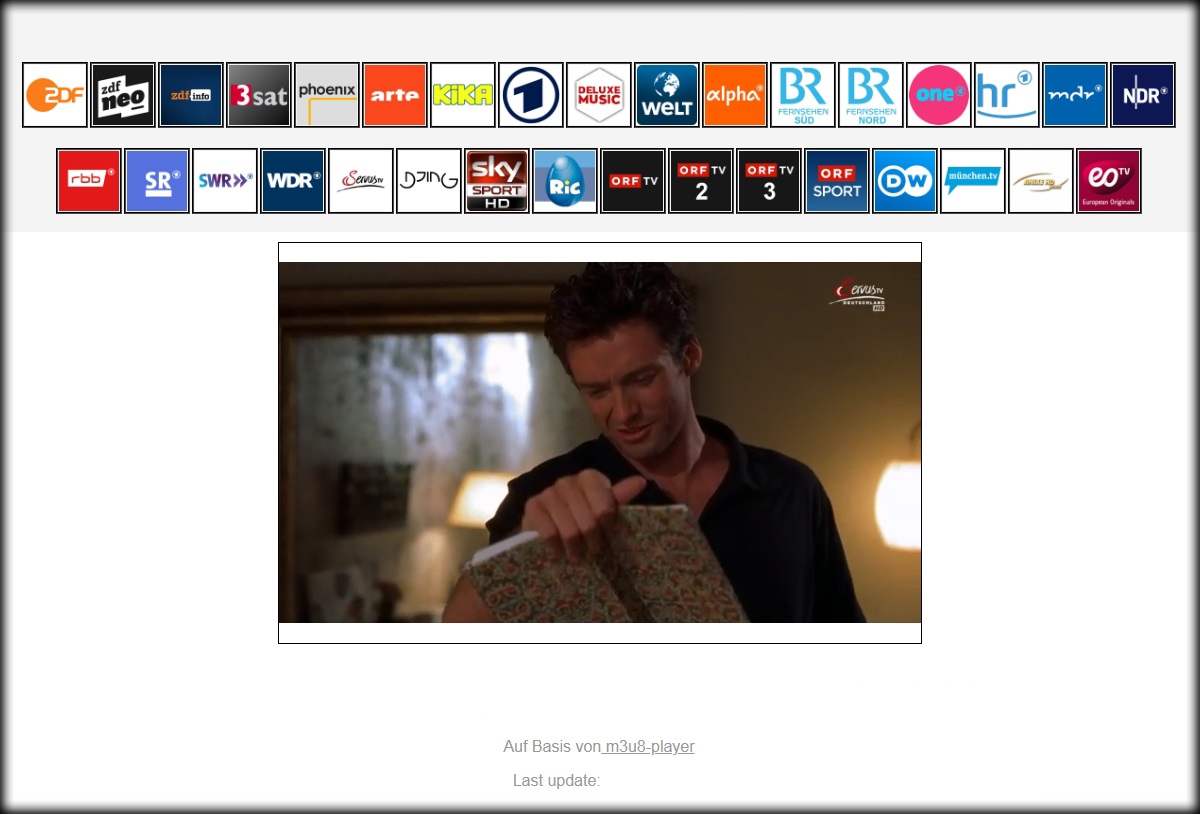 ZDF
zdf neo
zdf info
3sat
phoenix
arte
KiKA
1
DELUXE MUSIC
welt
alpha
BR FERNSEHEN SÜD
BR FERNSEHEN NORD
one
hr
mdr
NDR
rbb
SR
SWR
WDR
ServusTV
sky SPORT HD
Ric
ORF TV
ORF TV 2
ORF TV 3
ORF SPORT
DW
münchen.tv
eo TV European Originals
ServusTV
DEUTSCHLAND
HD
Auf Basis von m3u8-player
Last update: